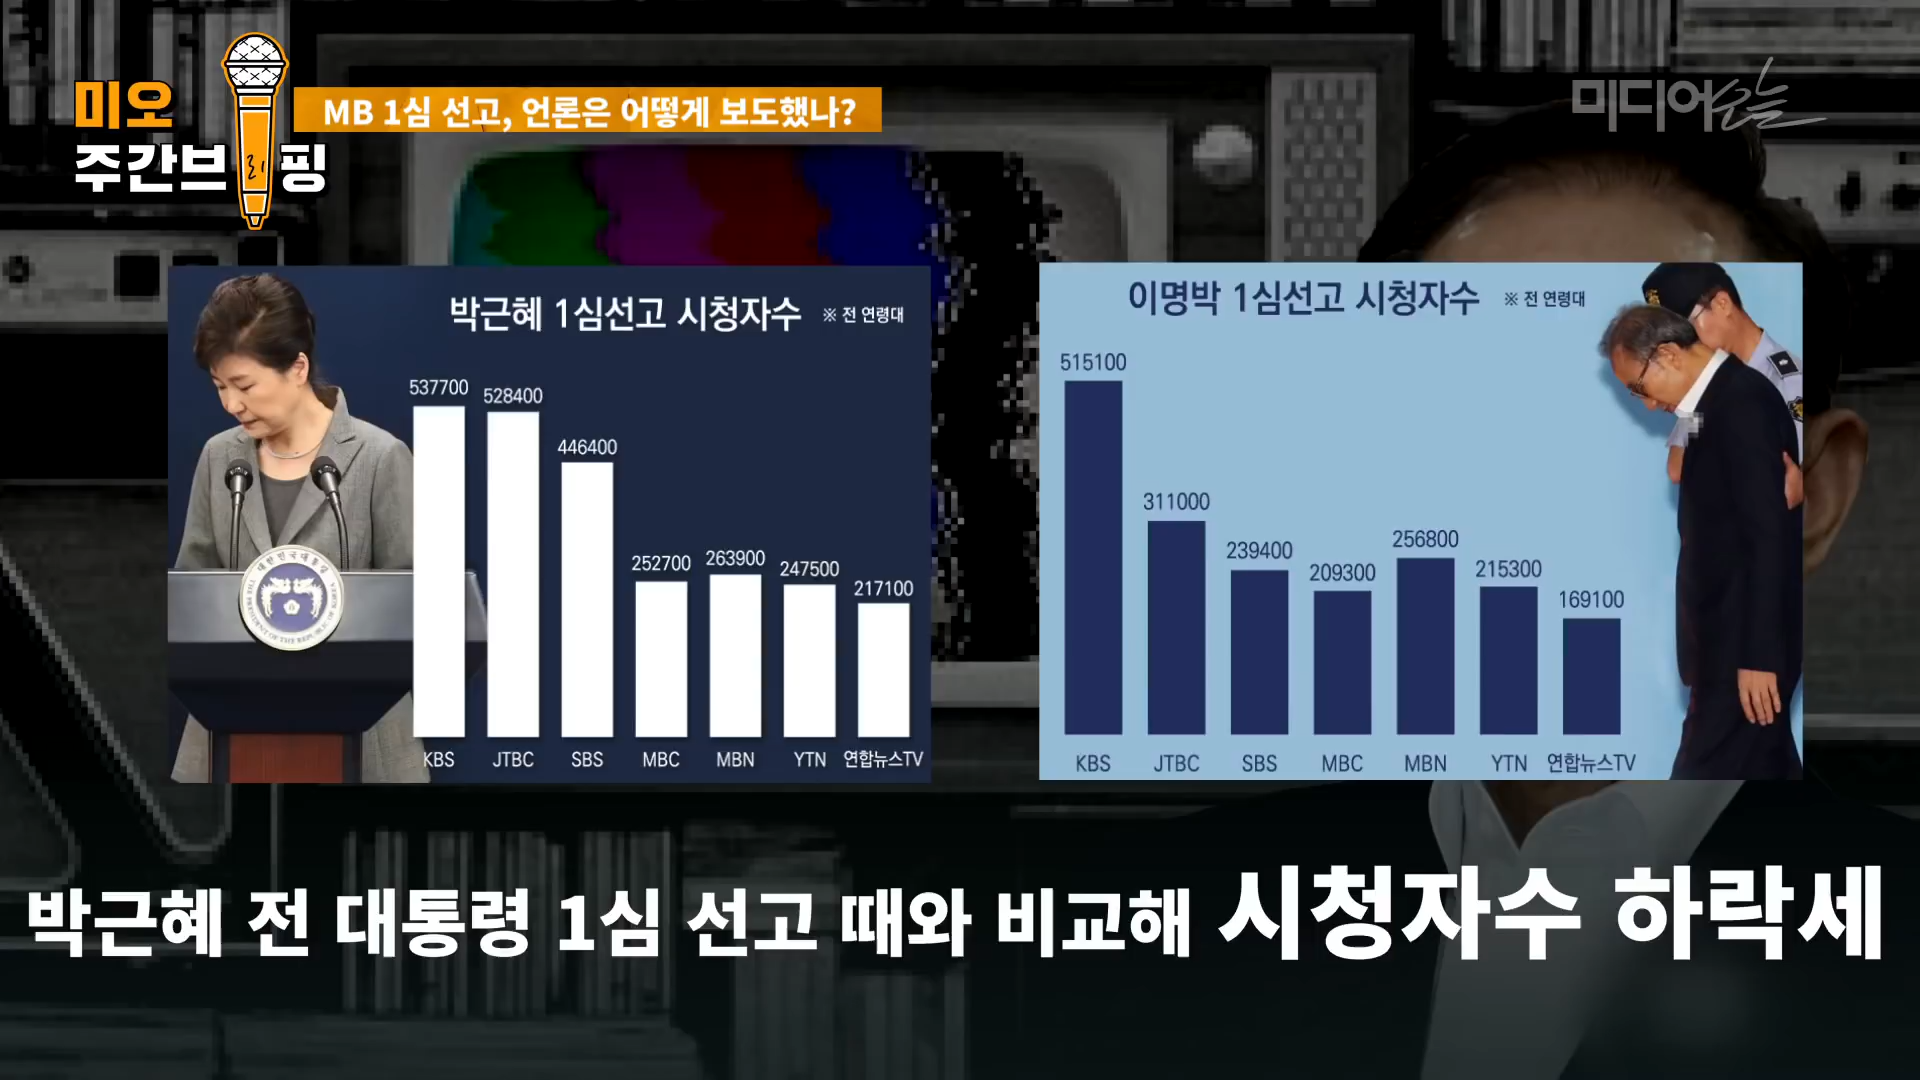 미오
주간브리핑
MB 1심 선고, 언론은 어떻게 보도했나?
미디어오늘
박근혜 1심선고 시청자수 ※ 전 연령대
537700
528400
446400
252700
263900
247500
217100
KBS
JTBC
SBS
MBC
MBN
YTN
연합뉴스TV
이명박 1심선고 시청자수 ※ 전 연령대
515100
311000
239400
209300
256800
215300
169100
KBS
JTBC
SBS
MBC
MBN
YTN
연합뉴스TV
박근혜 전 대통령 1심 선고 때와 비교해 시청자수 하락세